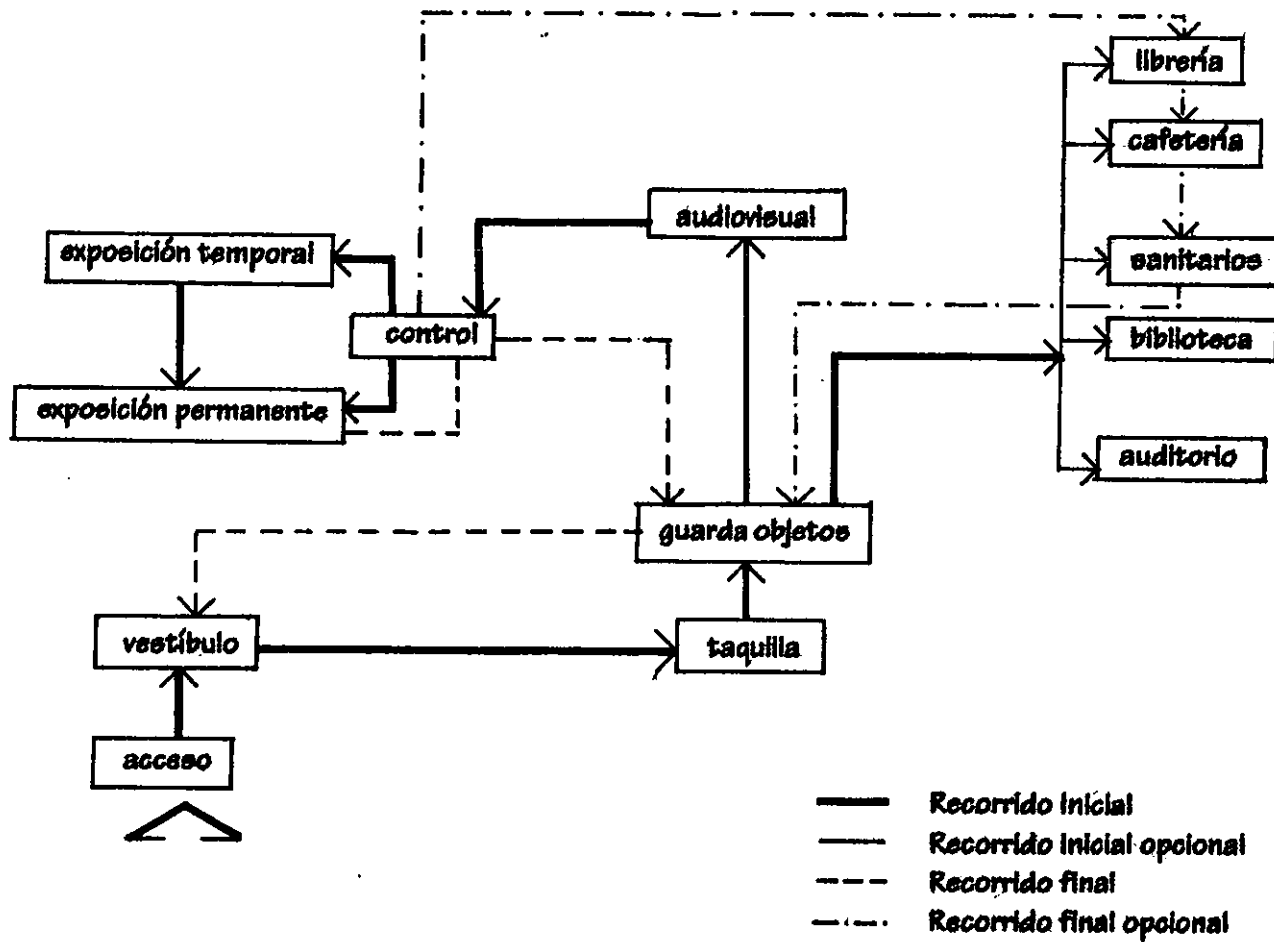 librería
cafetería
audiovisual
exposición temporal
sanitarios
control
biblioteca
exposición permanente
auditorio
guarda objetos
vestíbulo
taquilla
acceso
Recorrido Inicial
Recorrido Inicial opcional
Recorrido final
Recorrido final opcional